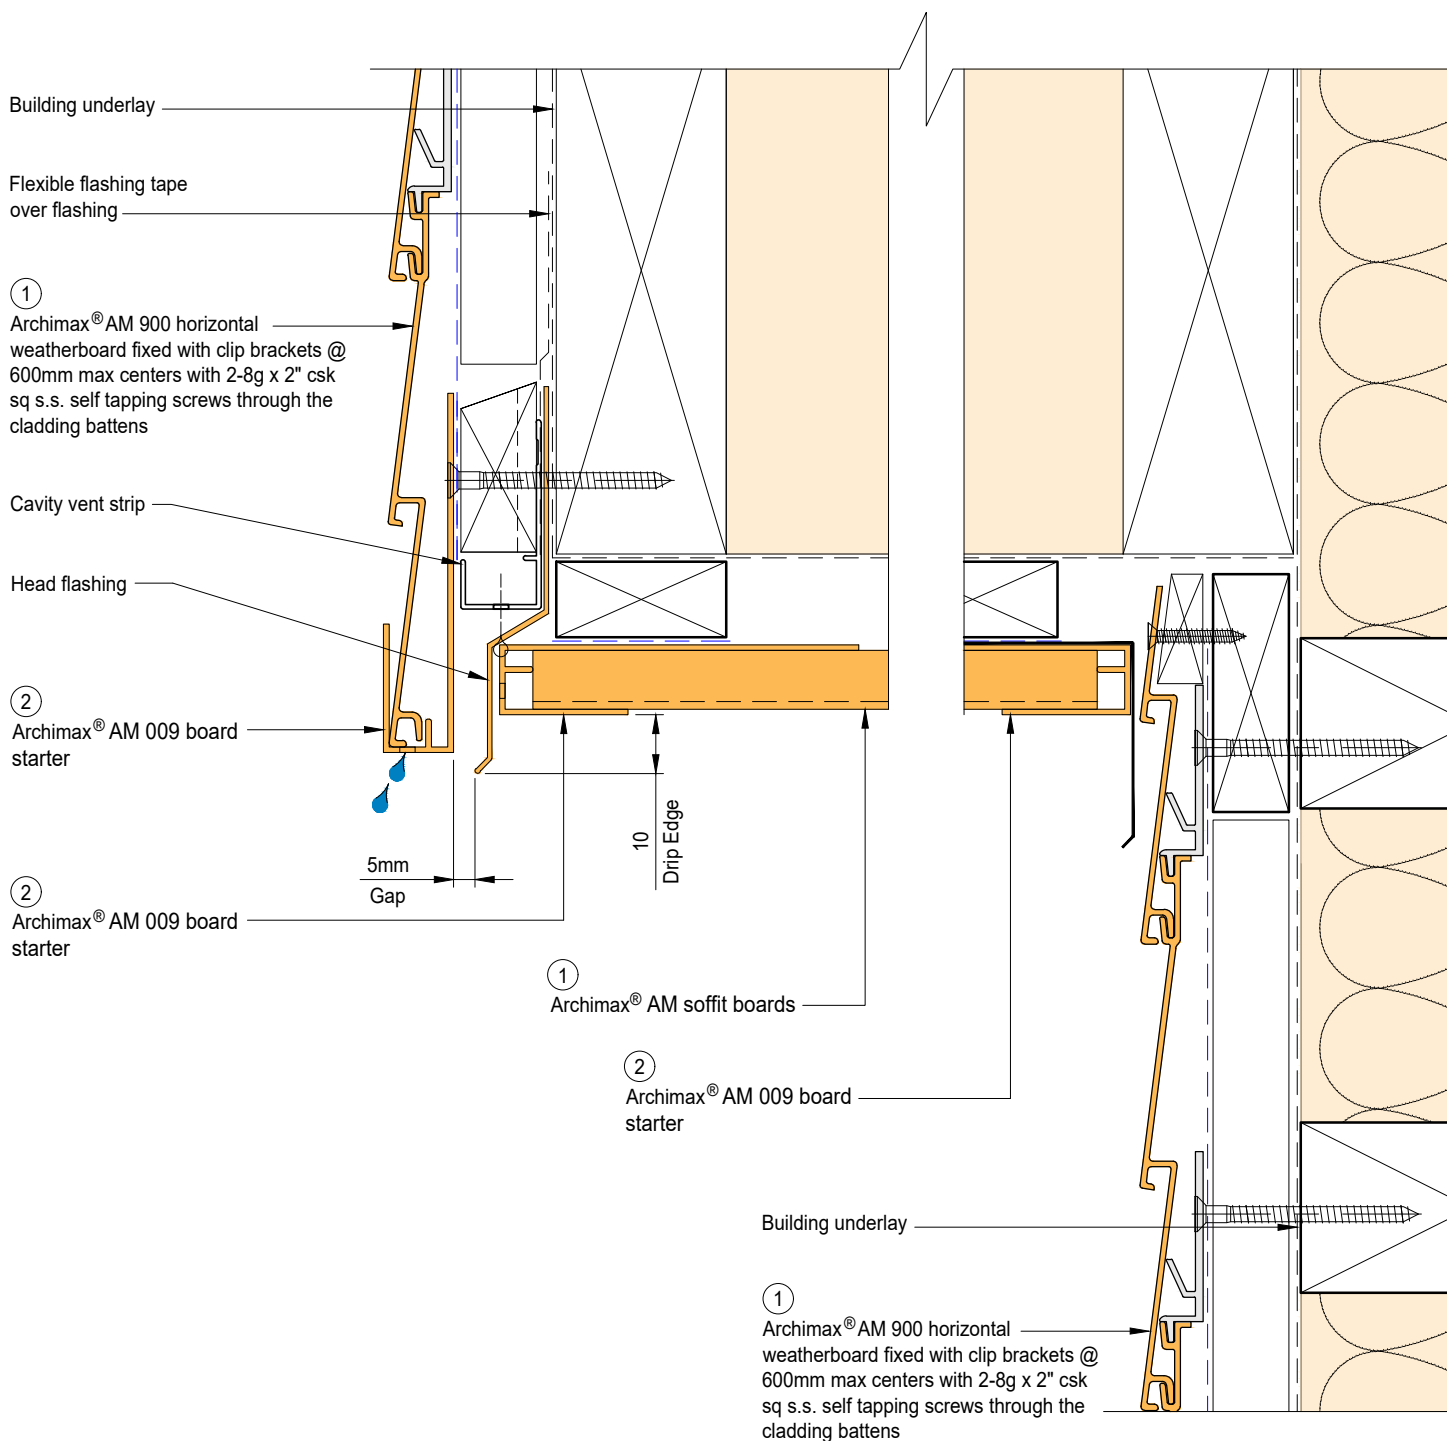 Building underlay
Flexible flashing tape
over flashing
1
Archimax® AM 900 horizontal
weatherboard fixed with clip brackets @
600mm max centers with 2-8g x 2" csk
sq s.s. self tapping screws through the
cladding battens
Cavity vent strip
Head flashing
2
Archimax® AM 009 board
starter
5mm
Gap
10
Drip Edge
2
Archimax® AM 009 board
starter
1
Archimax® AM soffit boards
2
Archimax® AM 009 board
starter
Building underlay
1
Archimax® AM 900 horizontal
weatherboard fixed with clip brackets @
600mm max centers with 2-8g x 2" csk
sq s.s. self tapping screws through the
cladding battens